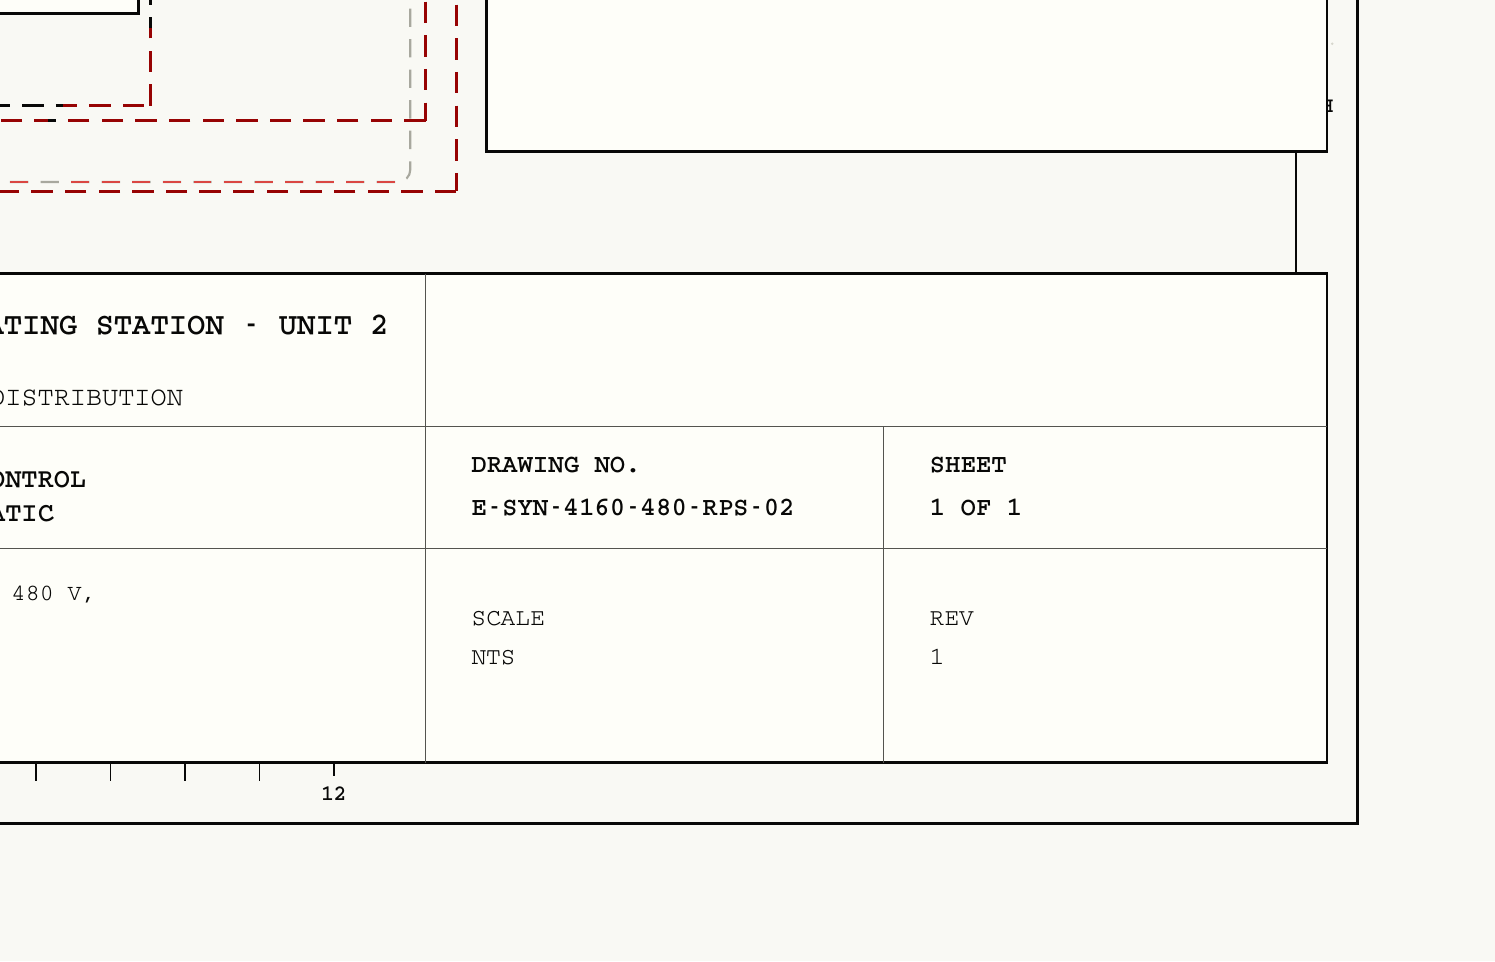 ATING STATION - UNIT 2
DISTRIBUTION
ONTROL
ATIC
DRAWING NO.
E-SYN-4160-480-RPS-02
SHEET
1 OF 1
480 V,
SCALE
NTS
REV
1
12